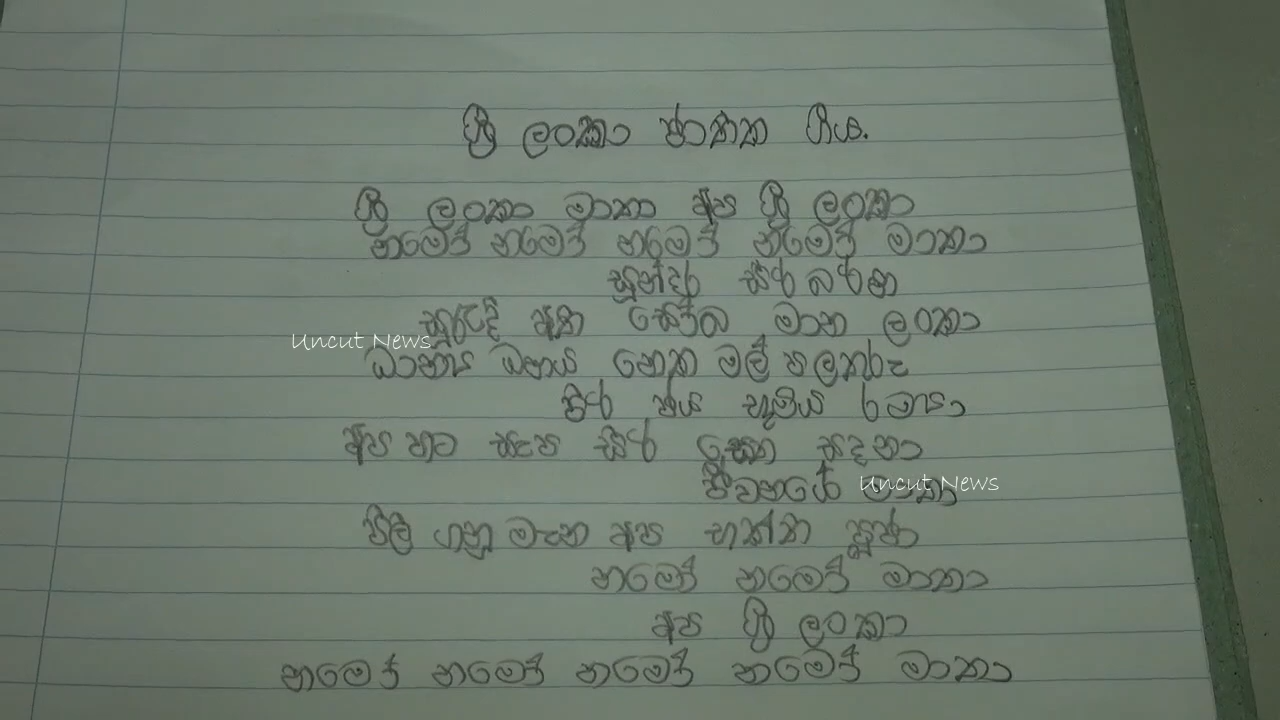 ශ්‍රී ලංකා ජාතික ගීය.
ශ්‍රී ලංකා මාතා අප ශ්‍රී ලංකා
නමෝ නමෝ නමෝ නමෝ මාතා
සුන්දර සිරි බරිණා
සුරැඳි අති සෝබ මාන ලංකා
Uncut News
ධාන්‍ය ධනය නෙක මල් පලතුරු
පිරි ජය භූමිය රම්‍යා
අප හට සැප සිරි සෙත සදනා
ජීවනයේ මාතා
Uncut News
පිලි ගනු මැන අප භක්ති පූජා
නමෝ නමෝ මාතා
අප ශ්‍රී ලංකා
නමෝ නමෝ නමෝ නමෝ මාතා